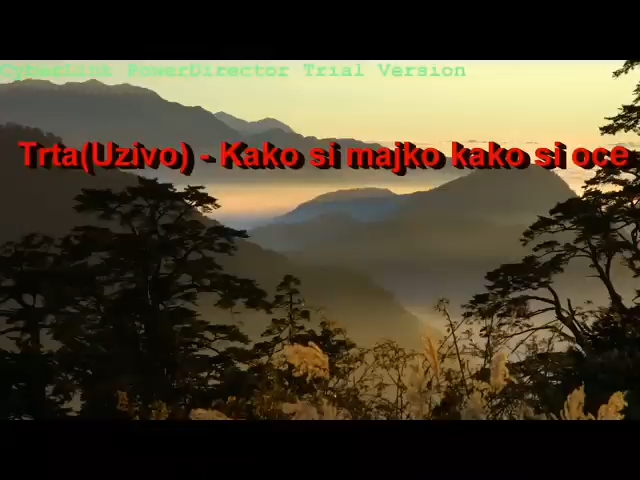 CyberLink PowerDirector Trial Version
Trta(Uzivo) - Kako si majko kako si oce